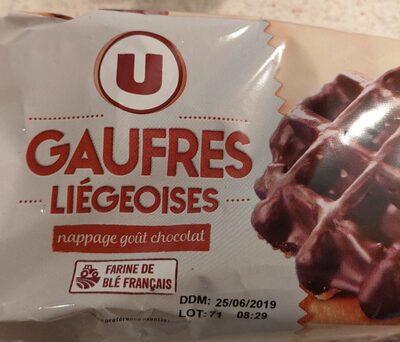 U
GAUFRES
LIÉGEOISES
nappage goût chocolat
FARINE DE
BLÉ FRANÇAIS
DDM: 25/06/2019
LOT: 71 08:29